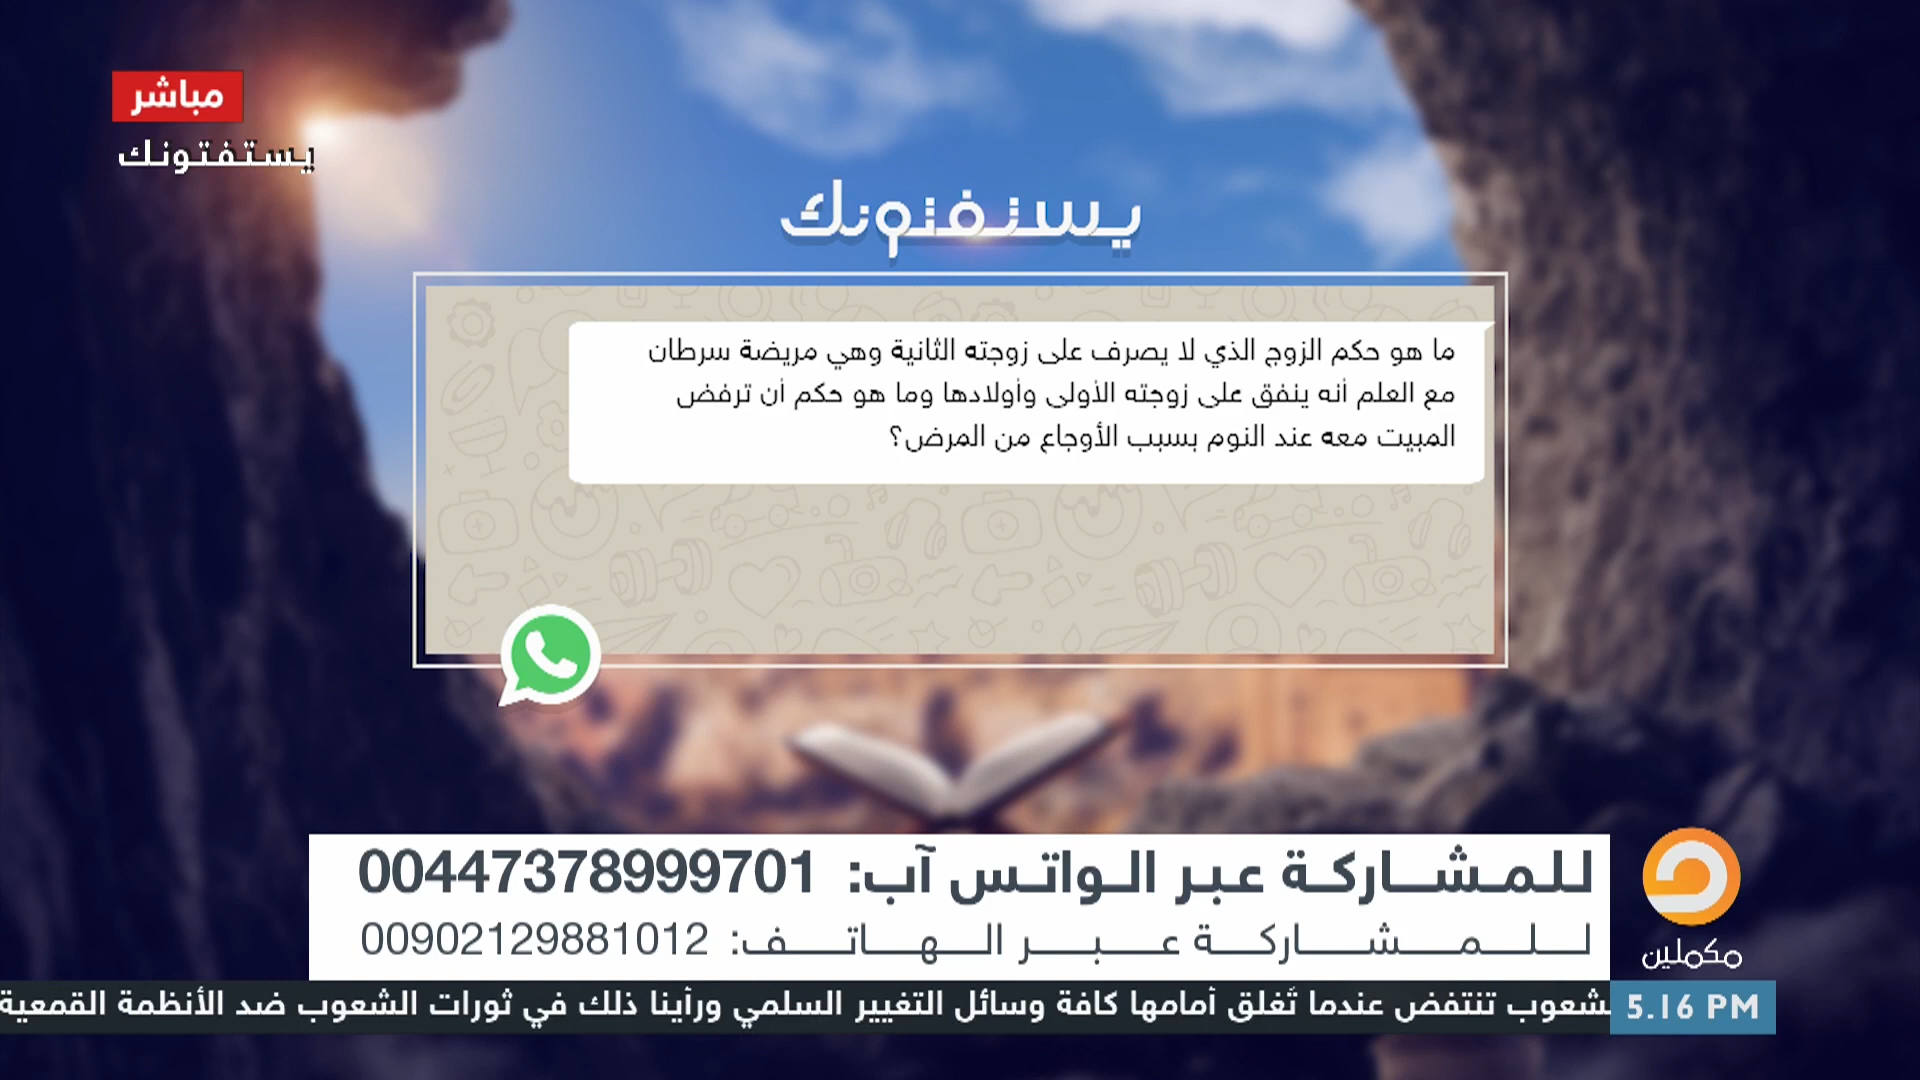 مباشر
يستفتونك
يستفتونك
ما هو حكم الزوج الذي لا يصرف على زوجته الثانية وهي مريضة سرطان
مع العلم أنه ينفق على زوجته الأولى وأولادها وما هو حكم أن ترفض
المبيت معه عند النوم بسبب الأوجاع من المرض؟
للمشاركة عبر الواتس آب: 00447378999701
للمشاركة عبر الهاتف: 00902129881012
مكملين
لشعوب تنتفض عندما تُغلق أمامها كافة وسائل التغيير السلمي ورأينا ذلك في ثورات الشعوب ضد الأنظمة القمعية
5.16 PM